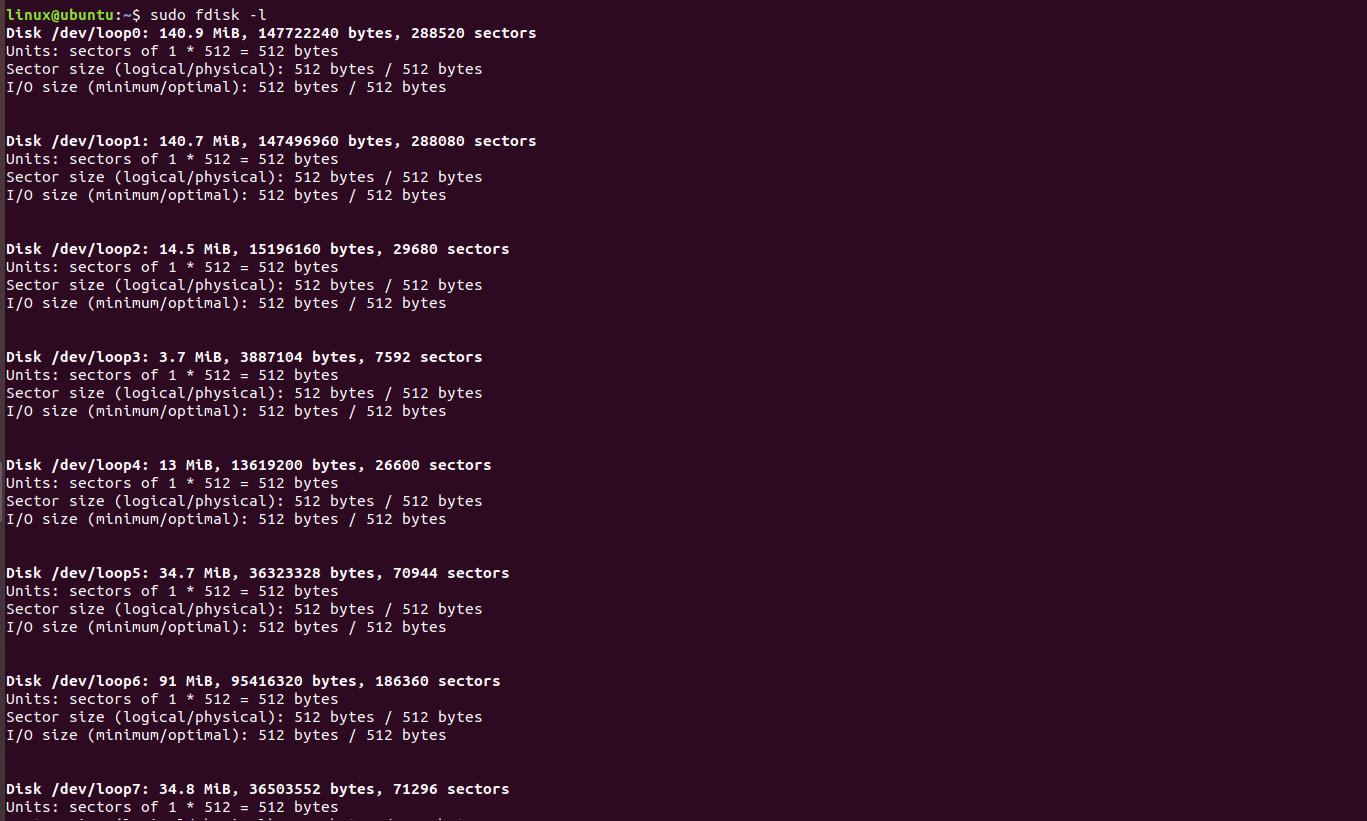 linux@ubuntu:~$ sudo fdisk -l
Disk /dev/loop0: 140.9 MiB, 147722240 bytes, 288520 sectors
Units: sectors of 1 * 512 = 512 bytes
Sector size (logical/physical): 512 bytes / 512 bytes
I/O size (minimum/optimal): 512 bytes / 512 bytes
Disk /dev/loop1: 140.7 MiB, 147496960 bytes, 288080 sectors
Units: sectors of 1 * 512 = 512 bytes
Sector size (logical/physical): 512 bytes / 512 bytes
I/O size (minimum/optimal): 512 bytes / 512 bytes
Disk /dev/loop2: 14.5 MiB, 15196160 bytes, 29680 sectors
Units: sectors of 1 * 512 = 512 bytes
Sector size (logical/physical): 512 bytes / 512 bytes
I/O size (minimum/optimal): 512 bytes / 512 bytes
Disk /dev/loop3: 3.7 MiB, 3887104 bytes, 7592 sectors
Units: sectors of 1 * 512 = 512 bytes
Sector size (logical/physical): 512 bytes / 512 bytes
I/O size (minimum/optimal): 512 bytes / 512 bytes
Disk /dev/loop4: 13 MiB, 13619200 bytes, 26600 sectors
Units: sectors of 1 * 512 = 512 bytes
Sector size (logical/physical): 512 bytes / 512 bytes
I/O size (minimum/optimal): 512 bytes / 512 bytes
Disk /dev/loop5: 34.7 MiB, 36323328 bytes, 70944 sectors
Units: sectors of 1 * 512 = 512 bytes
Sector size (logical/physical): 512 bytes / 512 bytes
I/O size (minimum/optimal): 512 bytes / 512 bytes
Disk /dev/loop6: 91 MiB, 95416320 bytes, 186360 sectors
Units: sectors of 1 * 512 = 512 bytes
Sector size (logical/physical): 512 bytes / 512 bytes
I/O size (minimum/optimal): 512 bytes / 512 bytes
Disk /dev/loop7: 34.8 MiB, 36503552 bytes, 71296 sectors
Units: sectors of 1 * 512 = 512 bytes